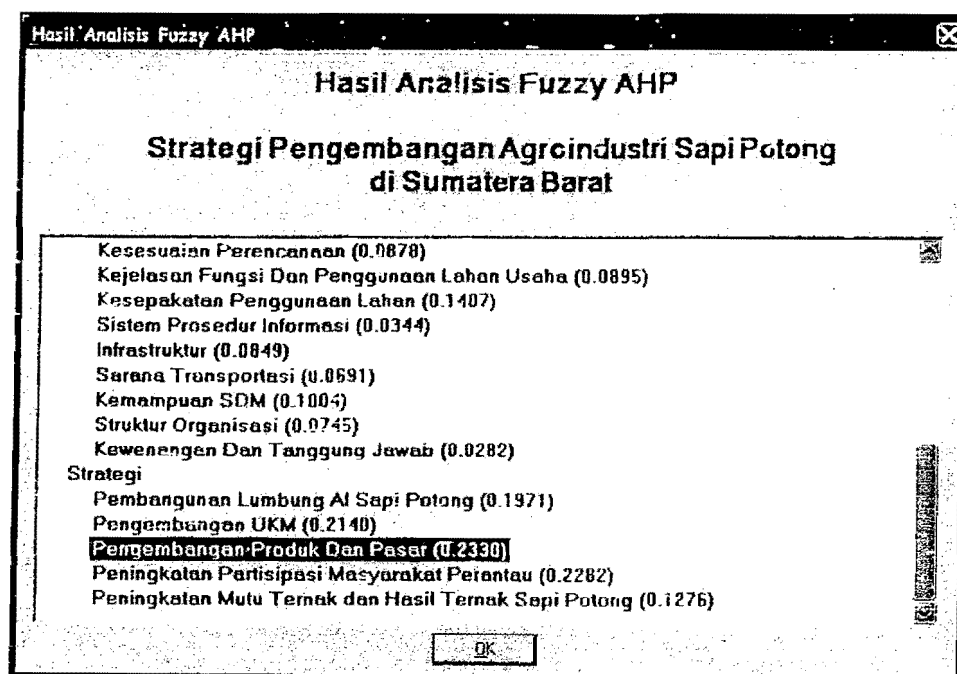 Hasil Analisis Fuzzy AHP
Hasil Analisis Fuzzy AHP
Strategi Pengembangan Agroindustri Sapi Potong
di Sumatera Barat
Kesesuaian Perencanaan (0.0878)
Kejelasan Fungsi Dan Penggunaan Lahan Usaha (0.0895)
Kesepakatan Penggunaan Lahan (0.1407)
Sistem Prosedur Informasi (0.0344)
Infrastruktur (0.0849)
Sarana Transportasi (0.0691)
Kemampuan SDM (0.1004)
Struktur Organisasi (0.0745)
Kewenangan Dan Tanggung Jawab (0.0282)
Strategi
Pembangunan Lumbung AI Sapi Potong (0.1971)
Pengembangan UKM (0.2140)
Pengembangan Produk Dan Pasar (0.2330)
Peningkatan Partisipasi Masyarakat Perantau (0.2282)
Peningkatan Mutu Ternak dan Hasil Ternak Sapi Potong (0.1276)
OK